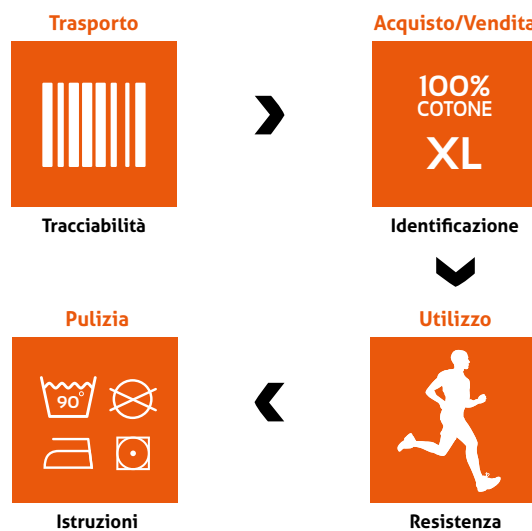 Trasporto
Acquisto/Vendita
100%
COTONE
XL
Tracciabilità
Identificazione
Pulizia
Utilizzo
90°
Istruzioni
Resistenza